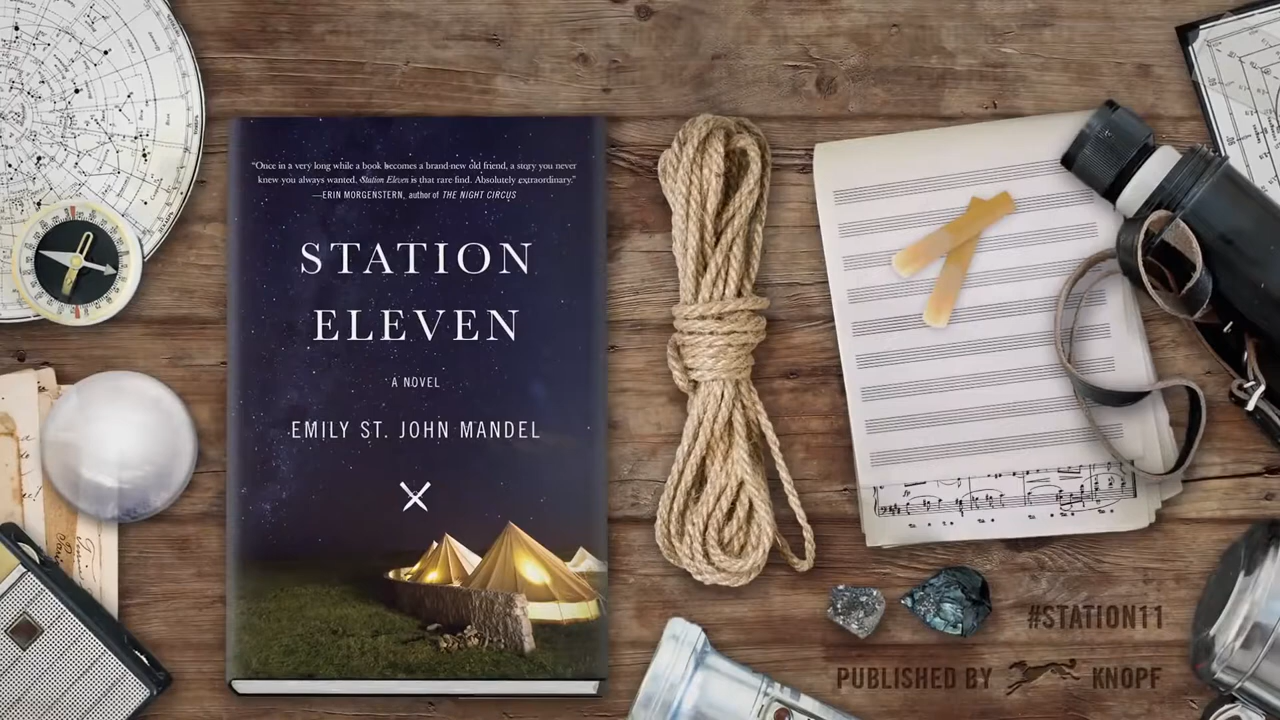 “Once in a very long while a book becomes a brand-new old friend, a story you never
knew you always wanted. Station Eleven is that rare find. Absolutely extraordinary.”
—ERIN MORGENSTERN, author of THE NIGHT CIRCUS
STATION
ELEVEN
A NOVEL
EMILY ST. JOHN MANDEL
#STATION11
PUBLISHED BY KNOPF